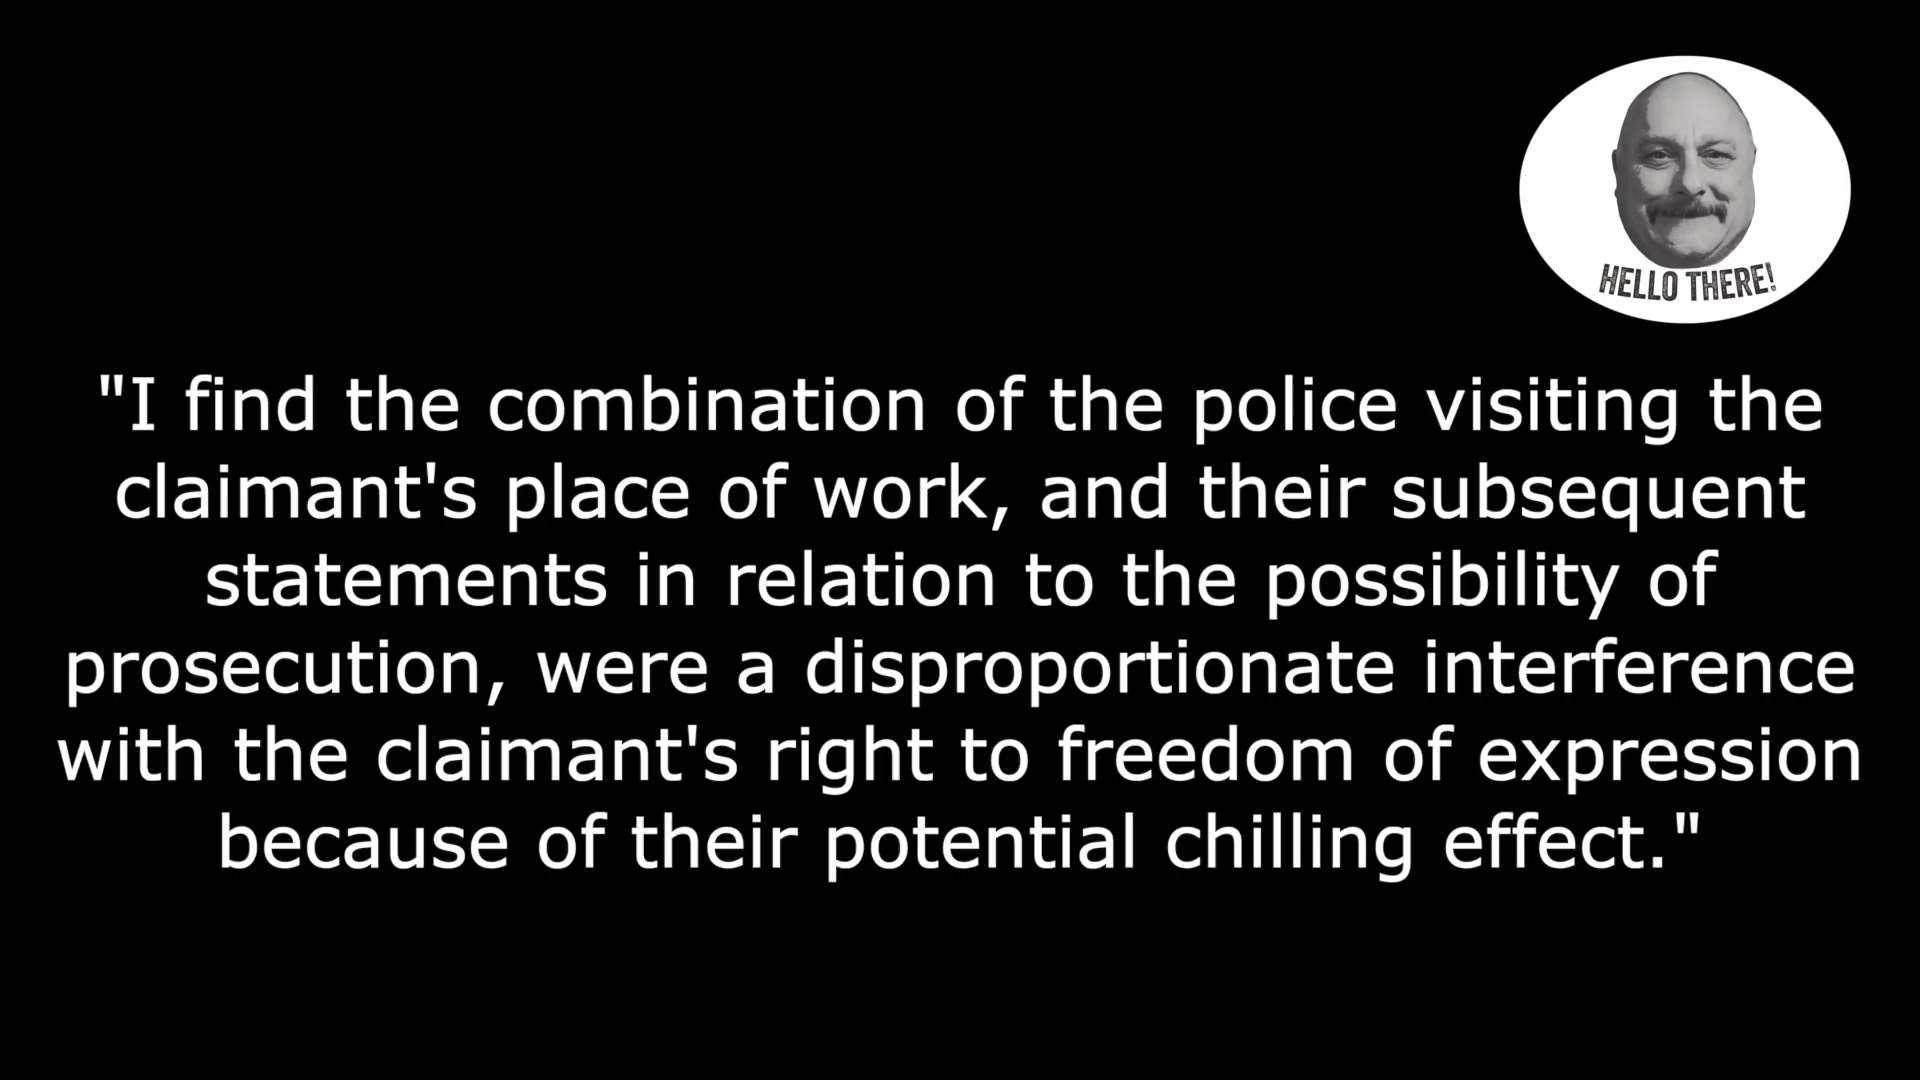 HELLO THERE!
"I find the combination of the police visiting the
claimant's place of work, and their subsequent
statements in relation to the possibility of
prosecution, were a disproportionate interference
with the claimant's right to freedom of expression
because of their potential chilling effect."